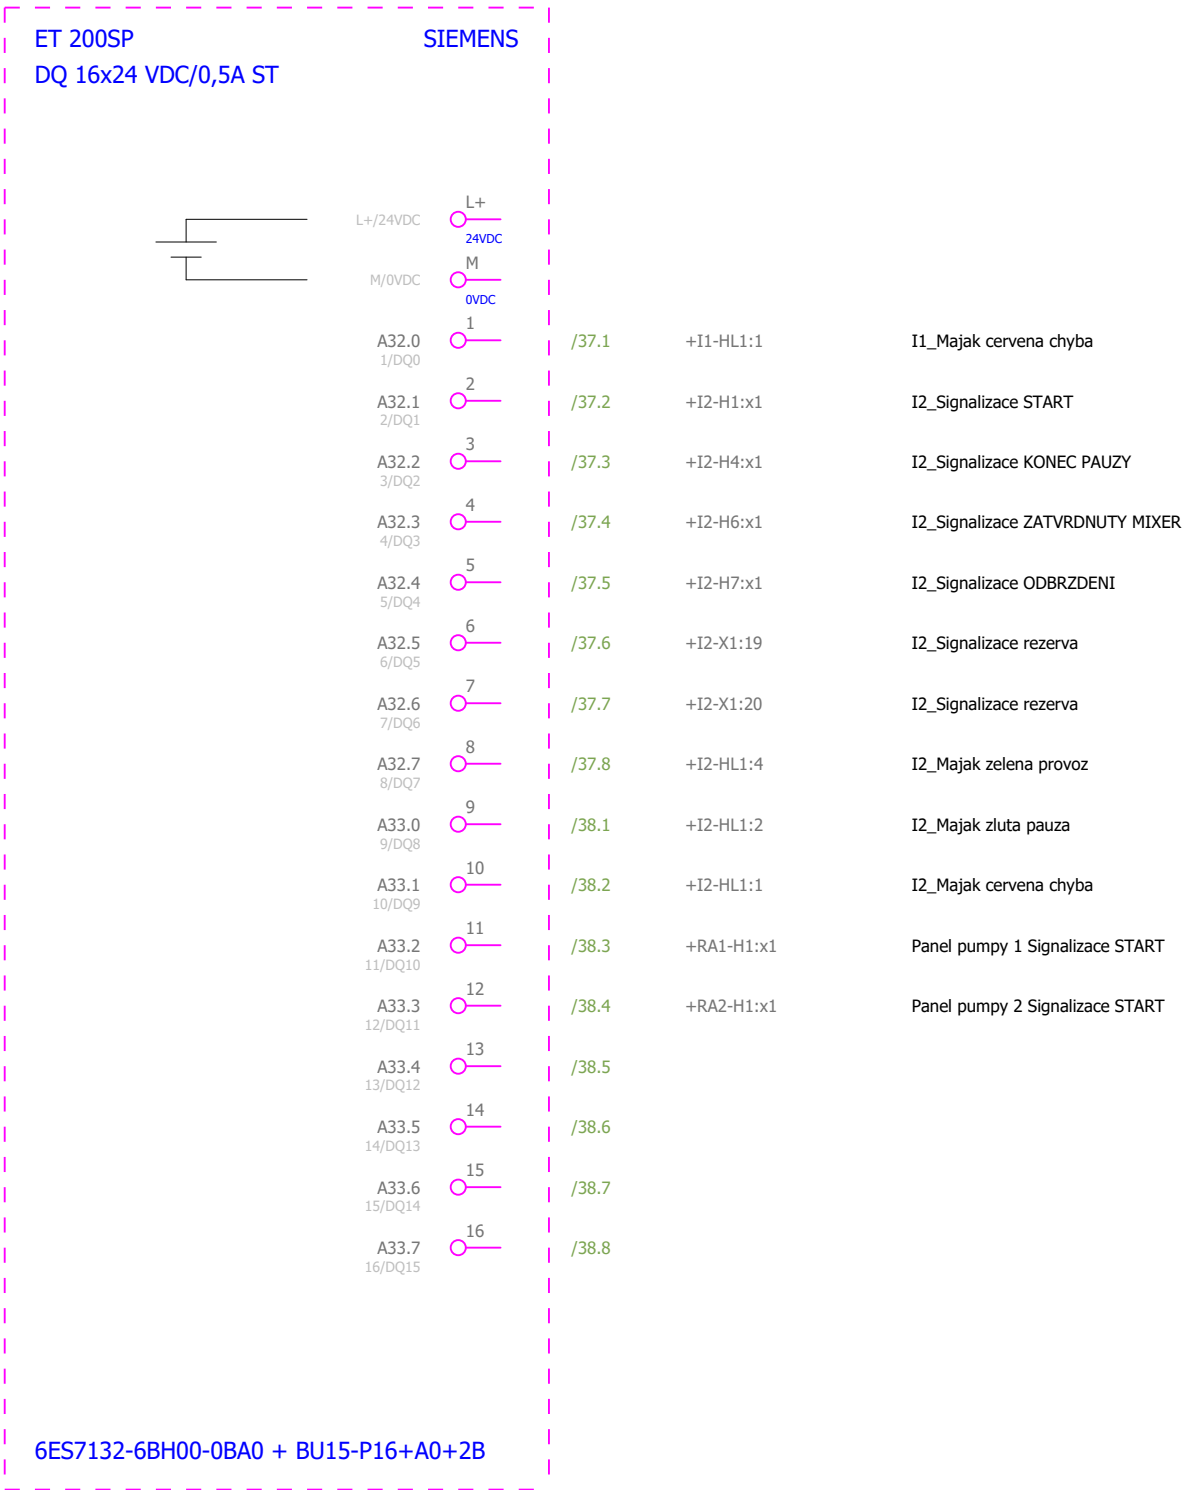 ET 200SP SIEMENS
DQ 16x24 VDC/0,5A ST
L+
L+/24VDC
24VDC
M
M/0VDC
0VDC
1
A32.0 /37.1 +I1-HL1:1 I1_Majak cervena chyba
1/DQ0
2
A32.1 /37.2 +I2-H1:x1 I2_Signalizace START
2/DQ1
3
A32.2 /37.3 +I2-H4:x1 I2_Signalizace KONEC PAUZY
3/DQ2
4
A32.3 /37.4 +I2-H6:x1 I2_Signalizace ZATVRDNUTY MIXER
4/DQ3
5
A32.4 /37.5 +I2-H7:x1 I2_Signalizace ODBRZDENI
5/DQ4
6
A32.5 /37.6 +I2-X1:19 I2_Signalizace rezerva
6/DQ5
7
A32.6 /37.7 +I2-X1:20 I2_Signalizace rezerva
7/DQ6
8
A32.7 /37.8 +I2-HL1:4 I2_Majak zelena provoz
8/DQ7
9
A33.0 /38.1 +I2-HL1:2 I2_Majak zluta pauza
9/DQ8
10
A33.1 /38.2 +I2-HL1:1 I2_Majak cervena chyba
10/DQ9
11
A33.2 /38.3 +RA1-H1:x1 Panel pumpy 1 Signalizace START
11/DQ10
12
A33.3 /38.4 +RA2-H1:x1 Panel pumpy 2 Signalizace START
12/DQ11
13
A33.4 /38.5
13/DQ12
14
A33.5 /38.6
14/DQ13
15
A33.6 /38.7
15/DQ14
16
A33.7 /38.8
16/DQ15
6ES7132-6BH00-0BA0 + BU15-P16+A0+2B